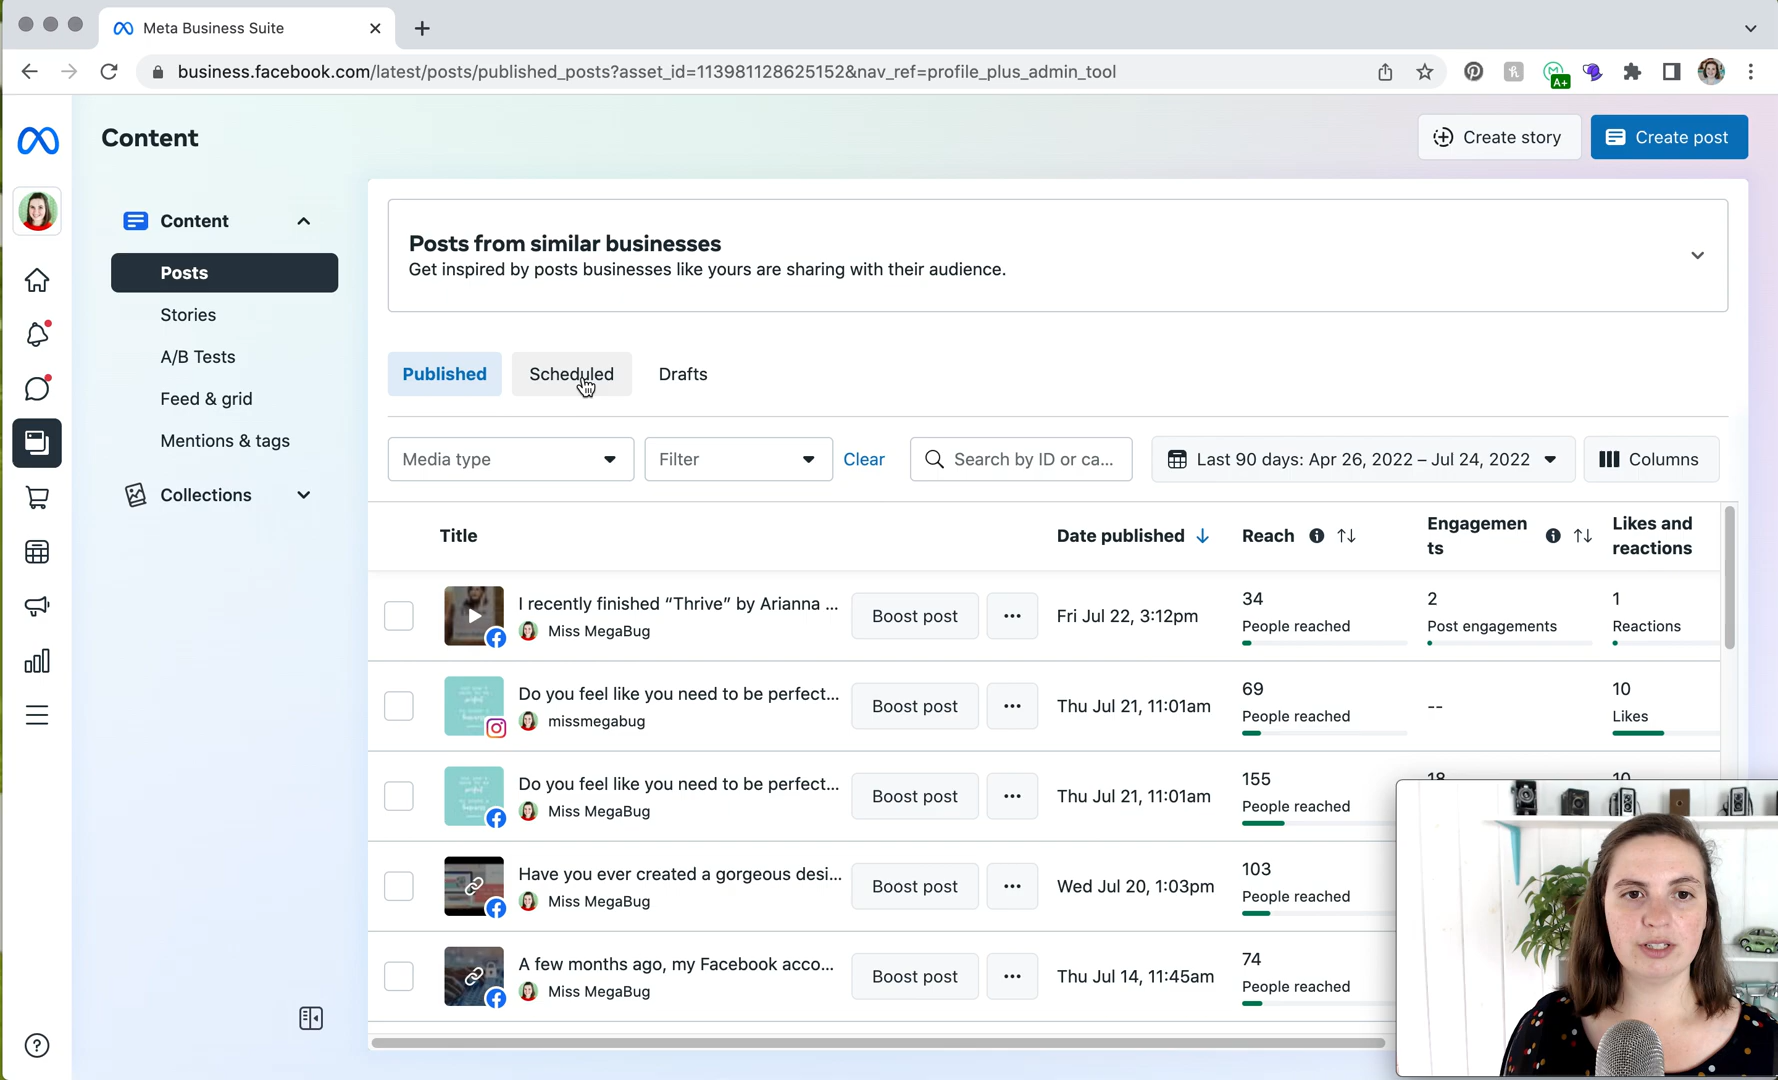 Meta Business Suite
business.facebook.com/latest/posts/published_posts?asset_id=113981128625152&nav_ref=profile_plus_admin_tool
A+
Content
Create story
Create post
Content
Posts
Stories
A/B Tests
Feed & grid
Mentions & tags
Collections
Posts from similar businesses
Get inspired by posts businesses like yours are sharing with their audience.
Published
Scheduled
Drafts
Media type
Filter
Clear
Search by ID or ca...
Last 90 days: Apr 26, 2022 – Jul 24, 2022
Columns
Title
Date published
Reach
Engagemen
ts
Likes and
reactions
I recently finished “Thrive” by Arianna ...
Miss MegaBug
Boost post
Fri Jul 22, 3:12pm
34
People reached
2
Post engagements
1
Reactions
Do you feel like you need to be perfect...
missmegabug
Boost post
Thu Jul 21, 11:01am
69
People reached
--
10
Likes
Do you feel like you need to be perfect...
Miss MegaBug
Boost post
Thu Jul 21, 11:01am
155
People reached
18
10
Have you ever created a gorgeous desi...
Miss MegaBug
Boost post
Wed Jul 20, 1:03pm
103
People reached
A few months ago, my Facebook acco...
Miss MegaBug
Boost post
Thu Jul 14, 11:45am
74
People reached